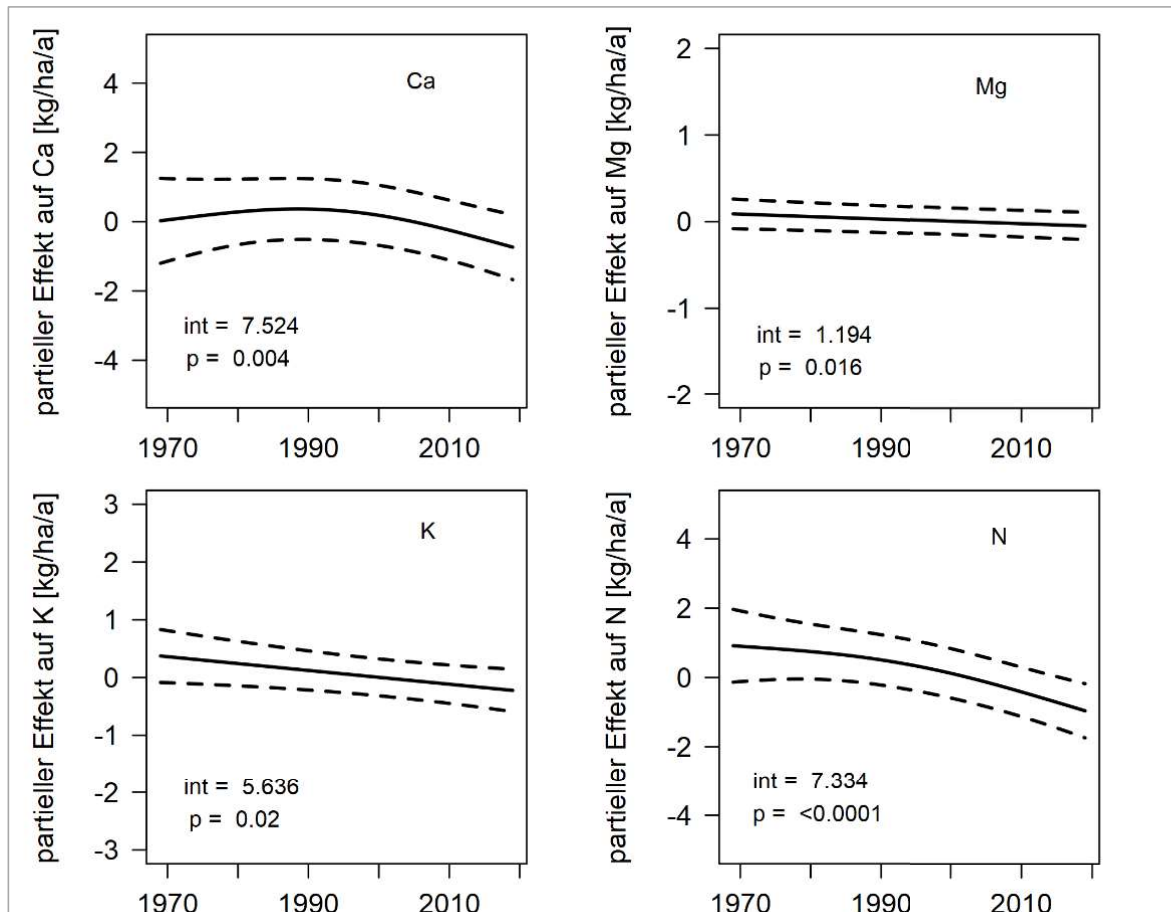 partieller Effekt auf Ca [kg/ha/a]
4
2
0
-2
-4
Ca
int = 7.524
p = 0.004
1970 1990 2010
partieller Effekt auf Mg [kg/ha/a]
2
1
0
-1
-2
Mg
int = 1.194
p = 0.016
1970 1990 2010
partieller Effekt auf K [kg/ha/a]
3
2
1
0
-1
-2
-3
K
int = 5.636
p = 0.02
1970 1990 2010
partieller Effekt auf N [kg/ha/a]
4
2
0
-2
-4
N
int = 7.334
p = <0.0001
1970 1990 2010